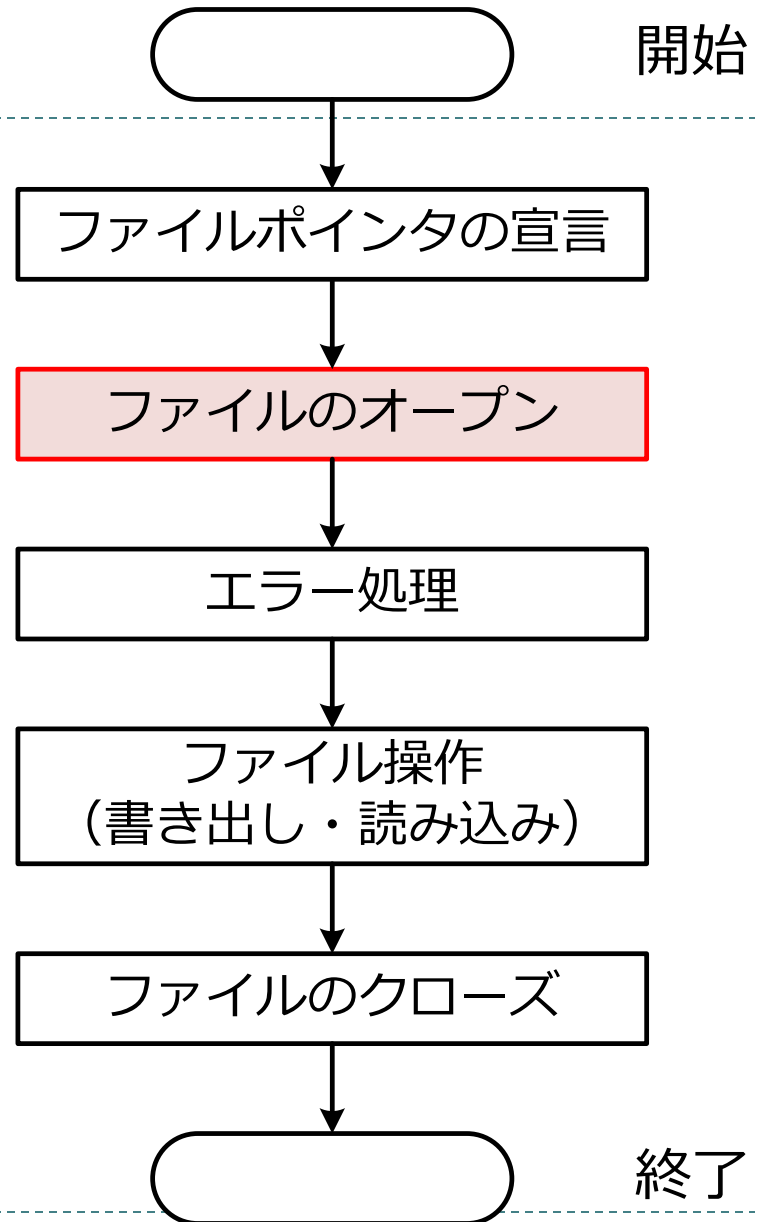 開始
ファイルポインタの宣言
ファイルのオープン
エラー処理
ファイル操作
（書き出し・読み込み）
ファイルのクローズ
終了